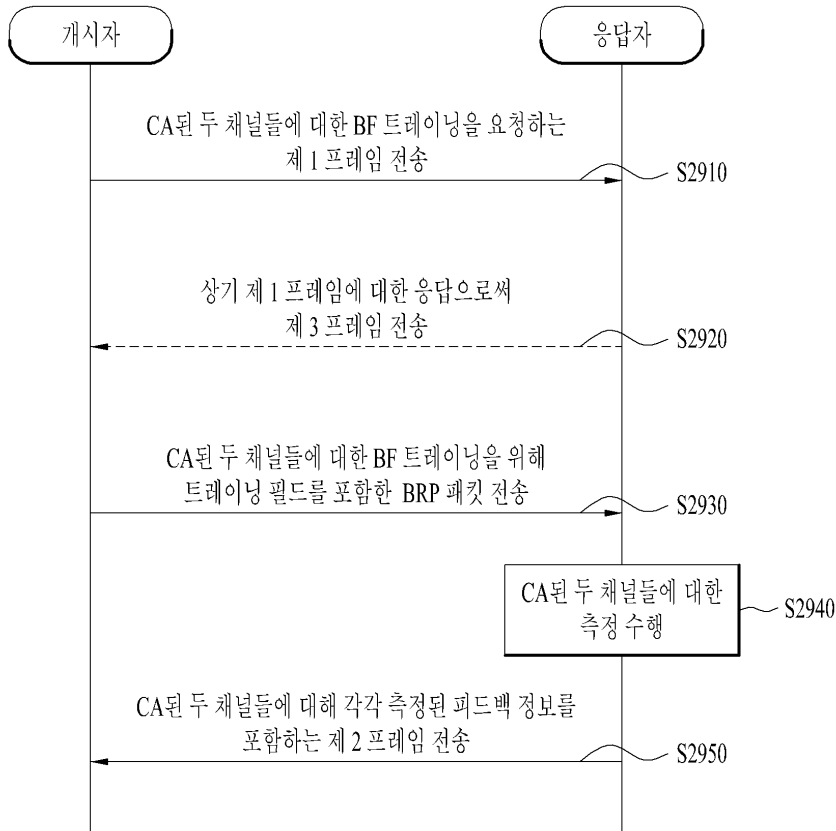 개시자
응답자
CA된 두 채널들에 대한 BF 트레이닝을 요청하는
제 1 프레임 전송
S2910
상기 제 1 프레임에 대한 응답으로써
제 3 프레임 전송
S2920
CA된 두 채널들에 대한 BF 트레이닝을 위해
트레이닝 필드를 포함한 BRP 패킷 전송
S2930
CA된 두 채널들에 대한
측정 수행
S2940
CA된 두 채널들에 대해 각각 측정된 피드백 정보를
포함하는 제 2 프레임 전송
S2950